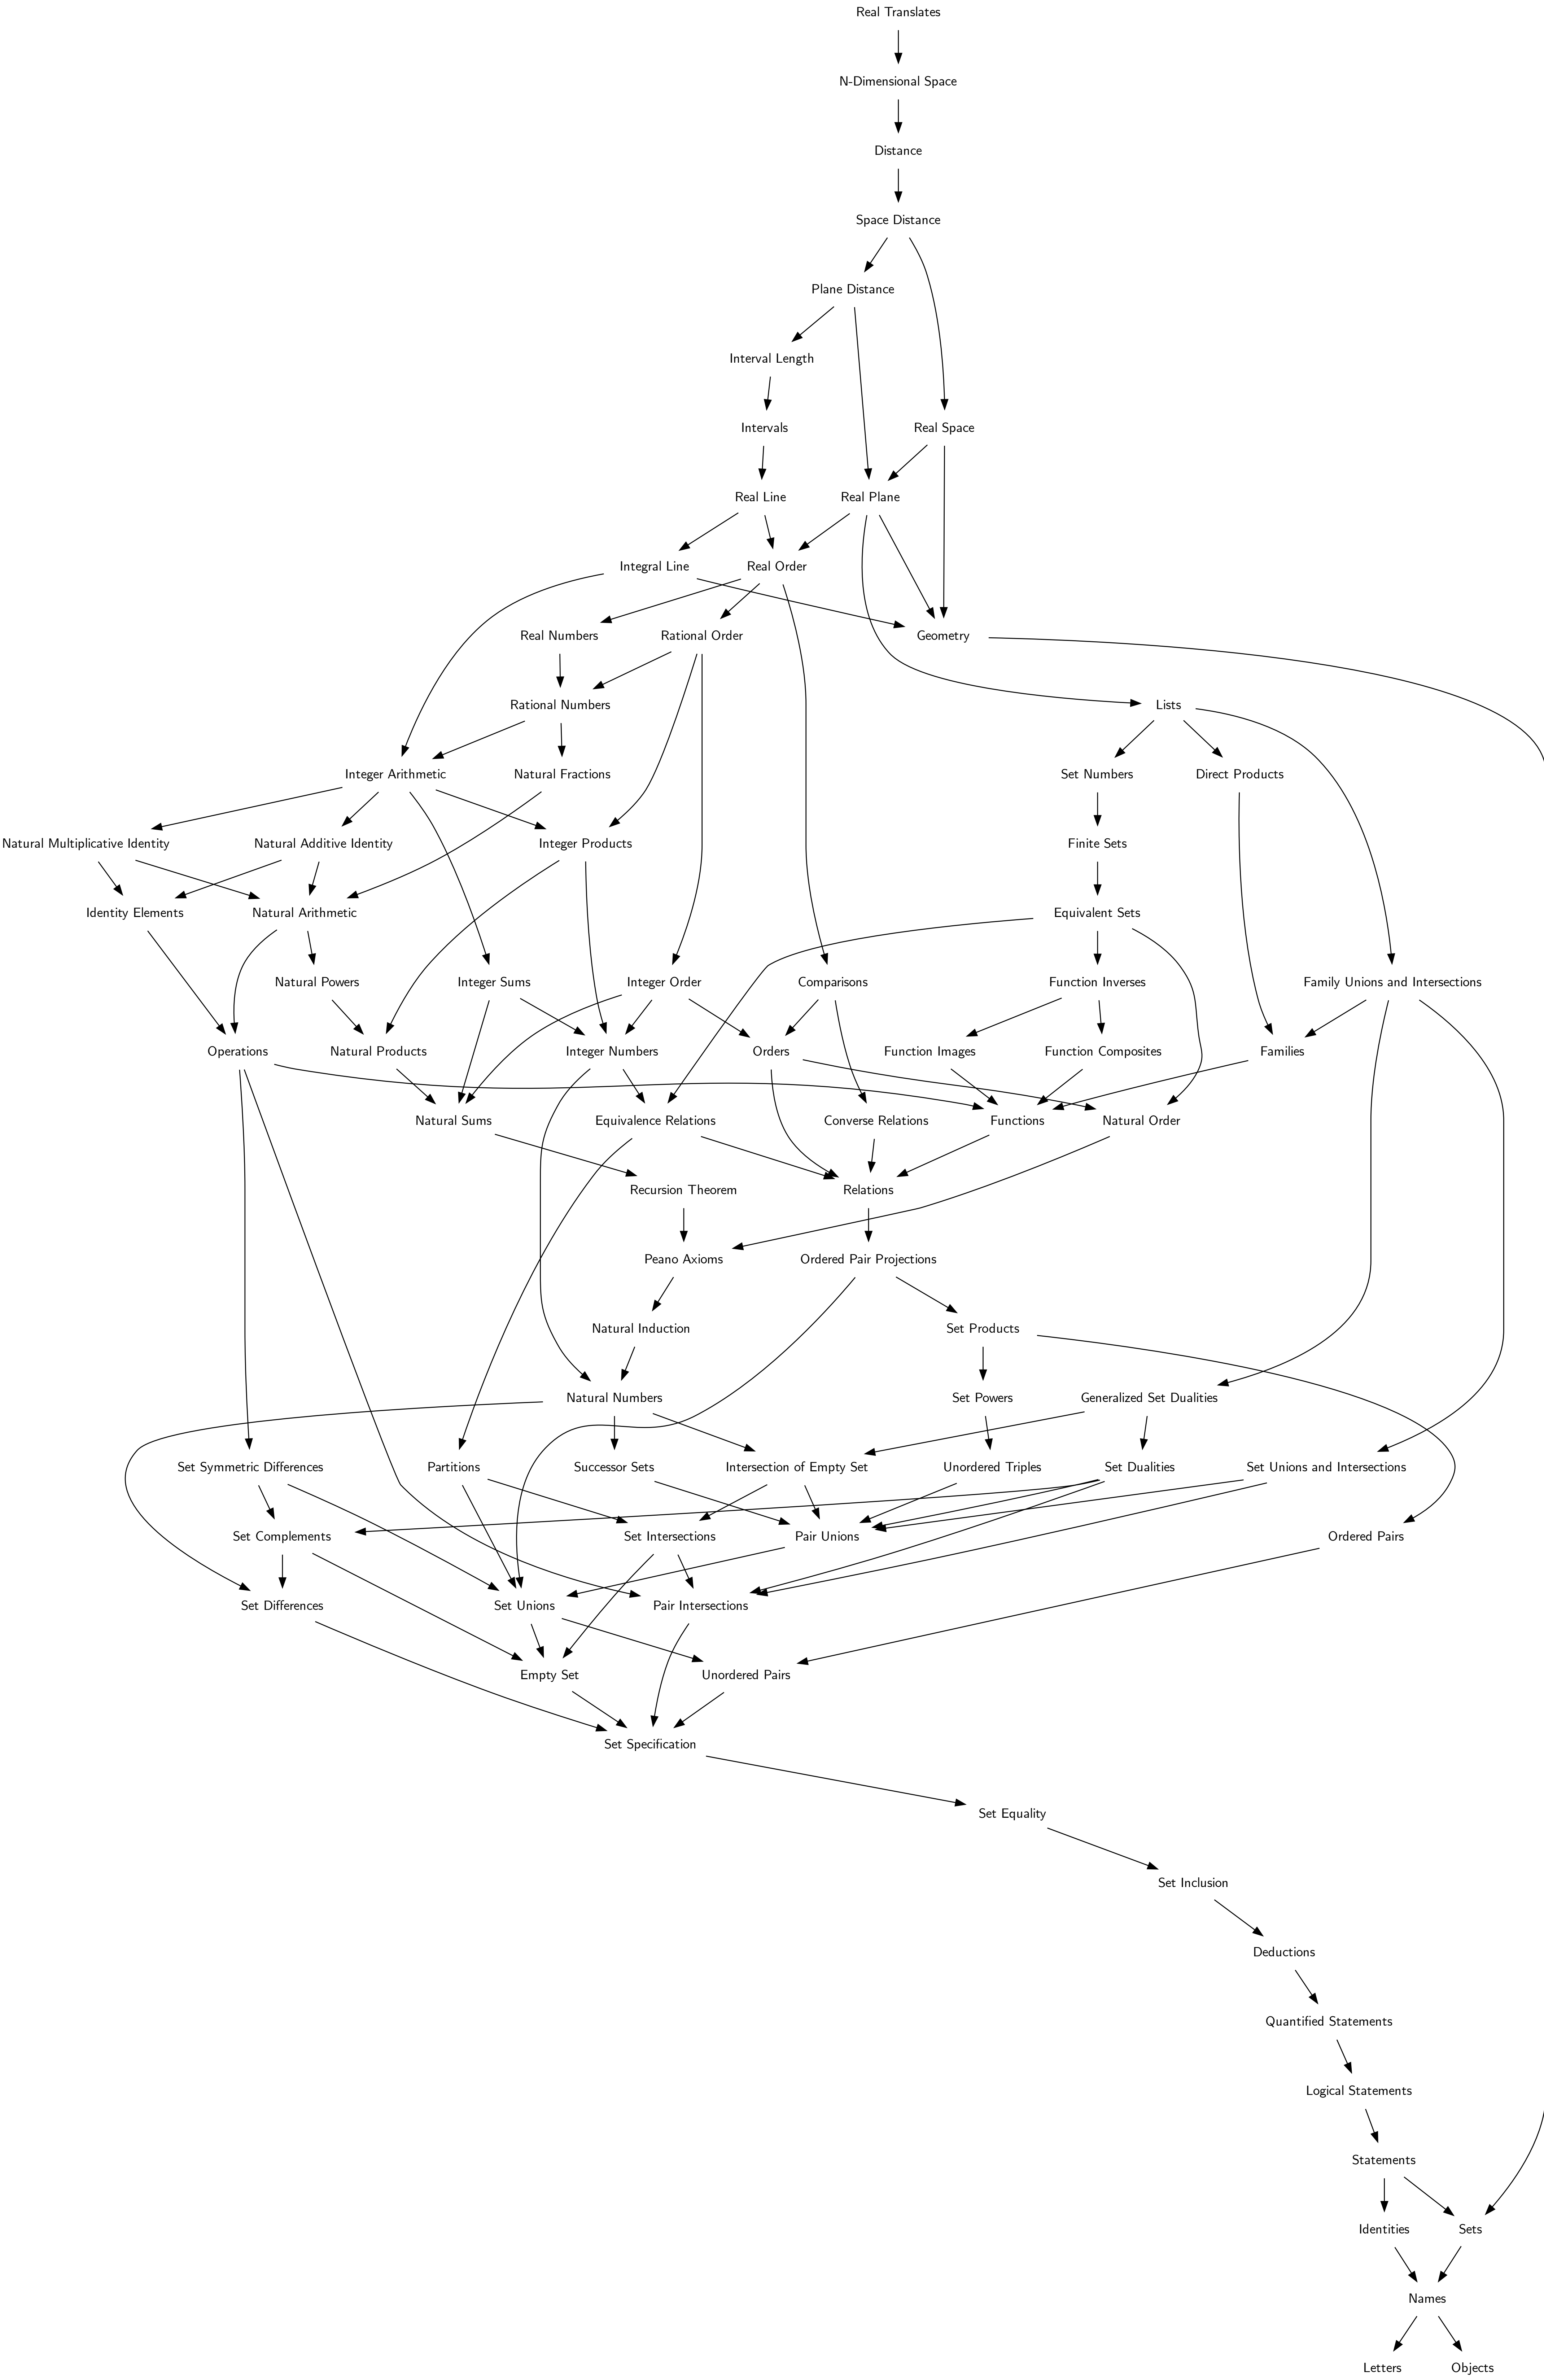 Real Translates
N-Dimensional Space
Distance
Space Distance
Plane Distance
Interval Length
Intervals
Real Space
Real Line
Real Plane
Integral Line
Real Order
Real Numbers
Rational Order
Geometry
Rational Numbers
Lists
Integer Arithmetic
Natural Fractions
Set Numbers
Direct Products
Natural Multiplicative Identity
Natural Additive Identity
Integer Products
Finite Sets
Identity Elements
Natural Arithmetic
Equivalent Sets
Natural Powers
Integer Sums
Integer Order
Comparisons
Function Inverses
Family Unions and Intersections
Operations
Natural Products
Integer Numbers
Orders
Function Images
Function Composites
Families
Natural Sums
Equivalence Relations
Converse Relations
Functions
Natural Order
Recursion Theorem
Relations
Peano Axioms
Ordered Pair Projections
Natural Induction
Set Products
Natural Numbers
Set Powers
Generalized Set Dualities
Set Symmetric Differences
Partitions
Successor Sets
Intersection of Empty Set
Unordered Triples
Set Dualities
Set Unions and Intersections
Set Complements
Set Intersections
Pair Unions
Ordered Pairs
Set Differences
Set Unions
Pair Intersections
Empty Set
Unordered Pairs
Set Specification
Set Equality
Set Inclusion
Deductions
Quantified Statements
Logical Statements
Statements
Identities
Sets
Names
Letters
Objects